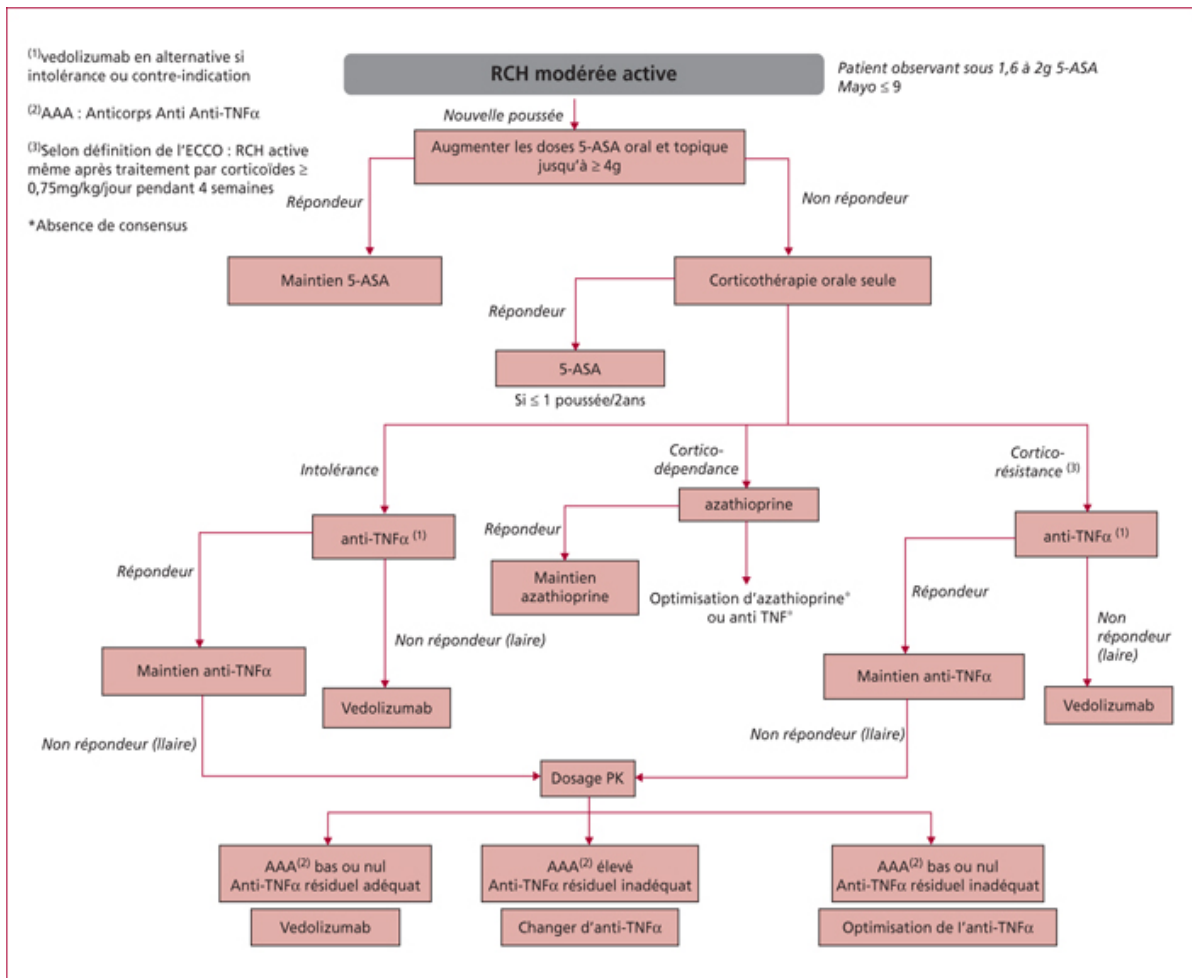 (1)vedolizumab en alternative si
intolérance ou contre-indication
(2)AAA : Anticorps Anti Anti-TNFα
(3)Selon définition de l'ECCO : RCH active
même après traitement par corticoïdes ≥
0,75mg/kg/jour pendant 4 semaines
*Absence de consensus
RCH modérée active
Patient observant sous 1,6 à 2g 5-ASA
Mayo ≤ 9
Nouvelle poussée
Augmenter les doses 5-ASA oral et topique
jusqu'à ≥ 4g
Répondeur
Non répondeur
Maintien 5-ASA
Corticothérapie orale seule
Répondeur
5-ASA
Si ≤ 1 poussée/2ans
Intolérance
Cortico-
dépendance
Cortico-
résistance (3)
anti-TNFα (1)
azathioprine
anti-TNFα (1)
Répondeur
Répondeur
Répondeur
Maintien
azathioprine
Optimisation d'azathioprine*
ou anti TNF*
Non répondeur (Iaire)
Non
répondeur
(Iaire)
Maintien anti-TNFα
Vedolizumab
Maintien anti-TNFα
Vedolizumab
Non répondeur (IIaire)
Non répondeur (IIaire)
Dosage PK
AAA(2) bas ou nul
Anti-TNFα résiduel adéquat
AAA(2) élevé
Anti-TNFα résiduel inadéquat
AAA(2) bas ou nul
Anti-TNFα résiduel inadéquat
Vedolizumab
Changer d'anti-TNFα
Optimisation de l'anti-TNFα